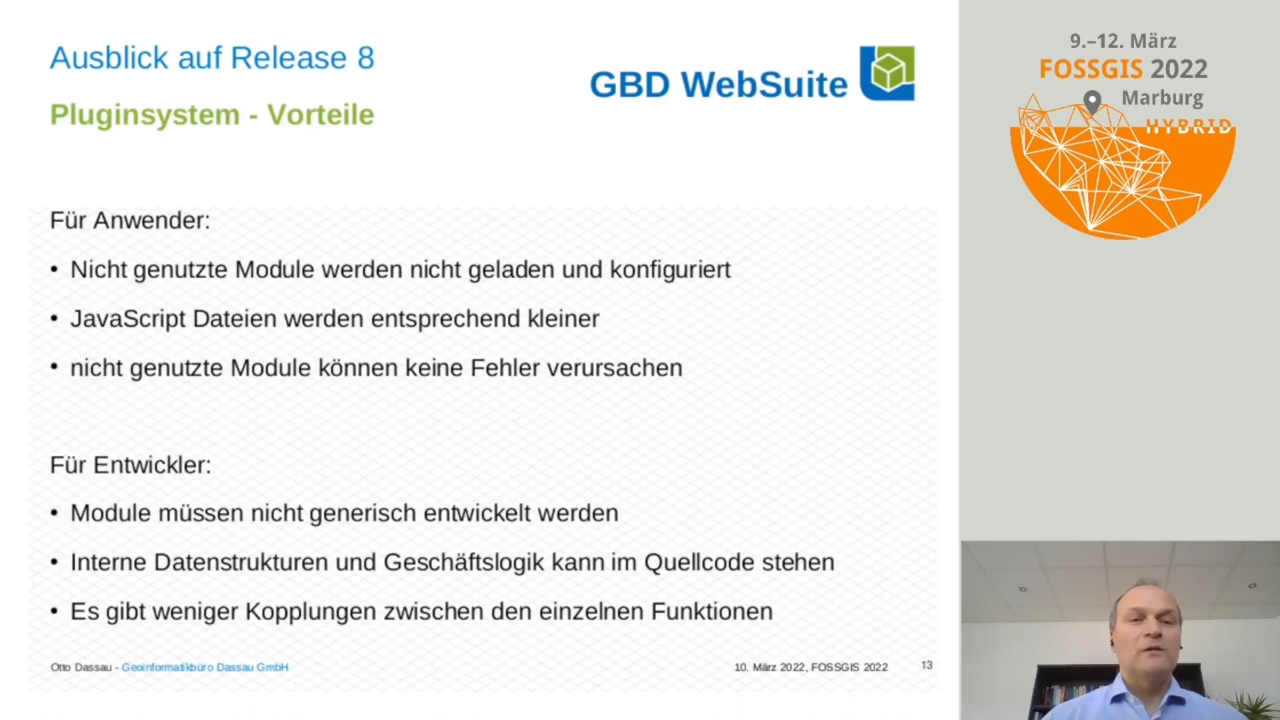 Ausblick auf Release 8
Pluginsystem - Vorteile
GBD WebSuite
Für Anwender:
• Nicht genutzte Module werden nicht geladen und konfiguriert
• JavaScript Dateien werden entsprechend kleiner
• nicht genutzte Module können keine Fehler verursachen
Für Entwickler:
• Module müssen nicht generisch entwickelt werden
• Interne Datenstrukturen und Geschäftslogik kann im Quellcode stehen
• Es gibt weniger Kopplungen zwischen den einzelnen Funktionen
Otto Dassau - Geoinformatikbüro Dassau GmbH
10. März 2022, FOSSGIS 2022
13
9.–12. März
FOSSGIS 2022
Marburg
HYBRID